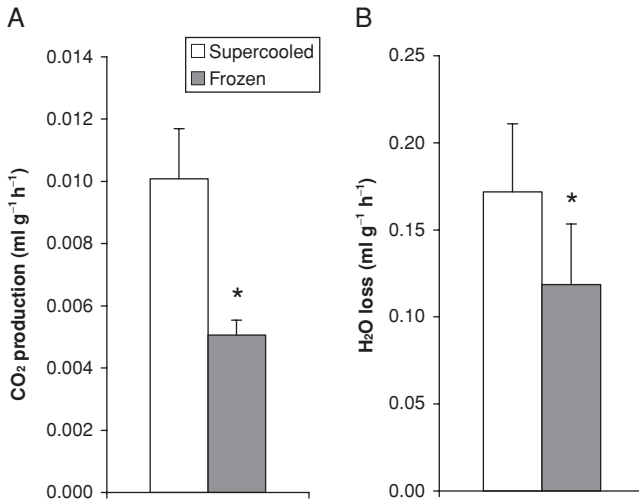 A
CO₂ production (ml g⁻¹ h⁻¹)
0.014
0.012
0.010
0.008
0.006
0.004
0.002
0.000
Supercooled
Frozen
*
B
H₂O loss (ml g⁻¹ h⁻¹)
0.25
0.20
0.15
0.10
0.05
0.00
*